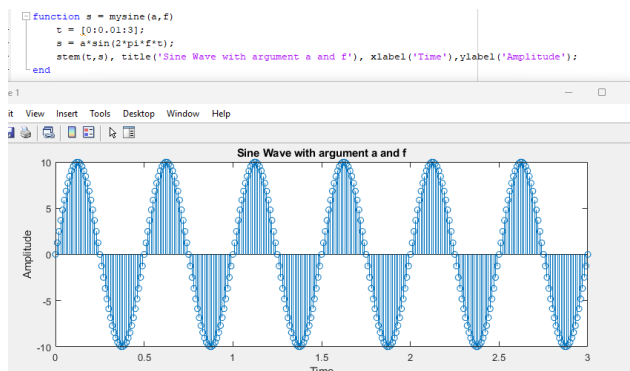 function s = mysine(a,f)
t = [0:0.01:3];
s = a*sin(2*pi*f*t);
stem(t,s), title('Sine Wave with argument a and f'), xlabel('Time'),ylabel('Amplitude');
end
e 1
it View Insert Tools Desktop Window Help
Sine Wave with argument a and f
10
5
0
-5
-10
Amplitude
0 0.5 1 1.5 2 2.5 3
Time